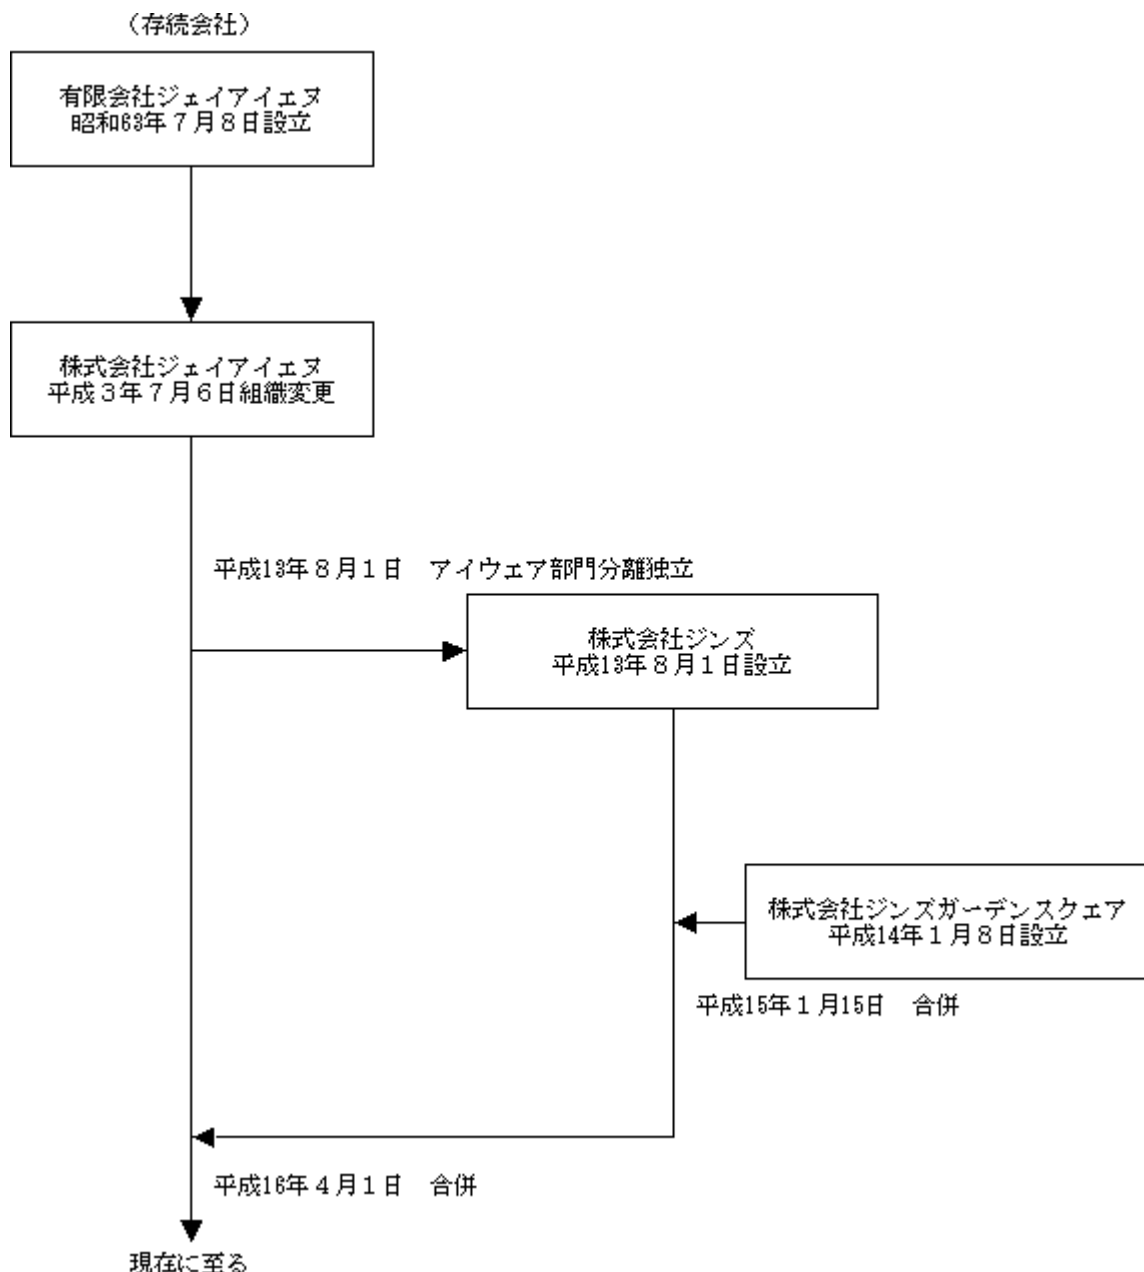 （存続会社）
有限会社ジェイアイエヌ
昭和63年７月８日設立
株式会社ジェイアイエヌ
平成３年７月６日組織変更
平成13年８月１日　アイウェア部門分離独立
株式会社ジンズ
平成13年８月１日設立
株式会社ジンズガーデンスクェア
平成14年１月８日設立
平成15年１月15日　合併
平成16年４月１日　合併
現在に至る